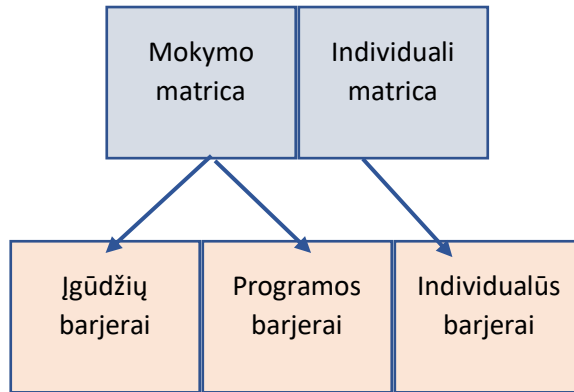 Mokymo
matrica
Individuali
matrica
Įgūdžių
barjerai
Programos
barjerai
Individualūs
barjerai